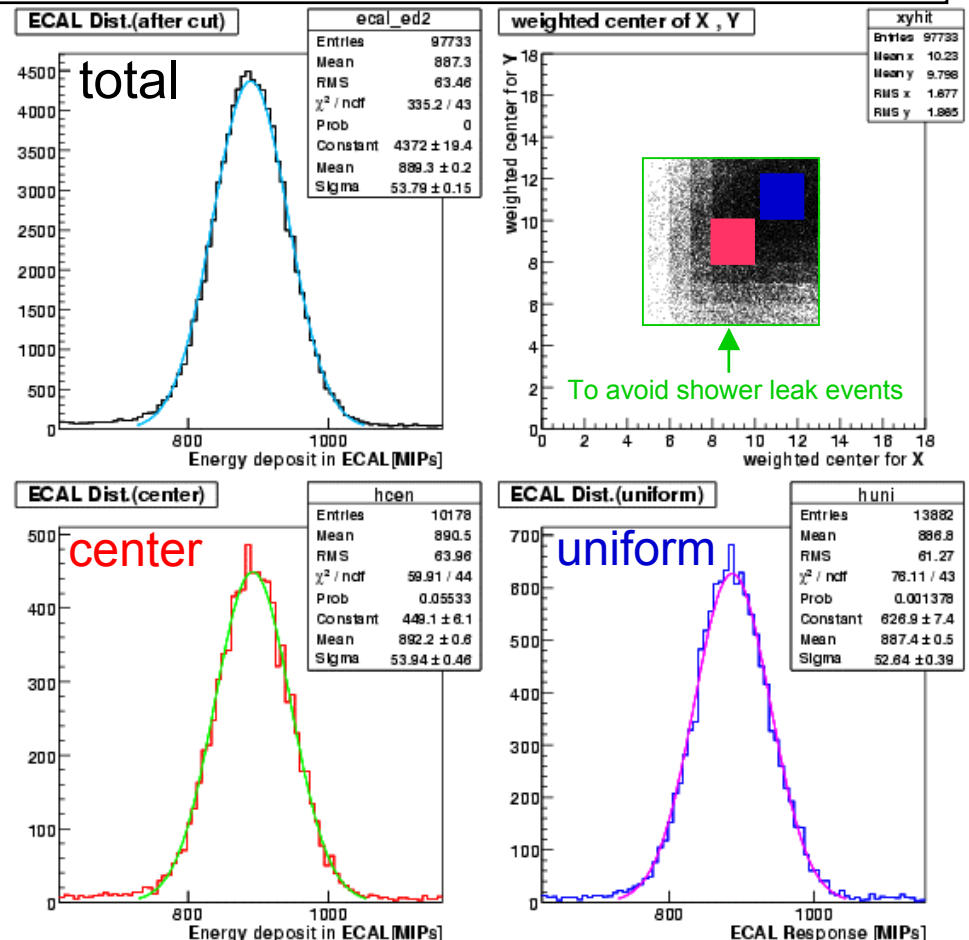 ECAL Dist.(after cut)
total
ecal_ed2
Entries 97733
Mean 887.3
RMS 63.46
χ² / ndf 335.2 / 43
Prob 0
Constant 4372 ± 19.4
Mean 889.3 ± 0.2
Sigma 53.79 ± 0.15
4500
4000
3500
3000
2500
2000
1500
1000
500
0
800 1000
Energy deposit in ECAL[MIPs]
weighted center of X , Y
xyhit
Entries 97733
Mean x 10.23
Mean y 9.798
RMS x 1.677
RMS y 1.865
weighted center for Y
18
16
14
12
10
8
6
4
2
0
To avoid shower leak events
0 2 4 6 8 10 12 14 16 18
weighted center for X
ECAL Dist.(center)
center
hcen
Entries 10178
Mean 890.5
RMS 63.96
χ² / ndf 59.91 / 44
Prob 0.05533
Constant 449.1 ± 6.1
Mean 892.2 ± 0.6
Sigma 53.94 ± 0.46
500
400
300
200
100
0
800 1000
Energy deposit in ECAL[MIPs]
ECAL Dist.(uniform)
uniform
huni
Entries 13882
Mean 886.8
RMS 61.27
χ² / ndf 76.11 / 43
Prob 0.001378
Constant 626.9 ± 7.4
Mean 887.4 ± 0.5
Sigma 52.64 ± 0.39
700
600
500
400
300
200
100
0
800 1000
ECAL Response [MIPs]